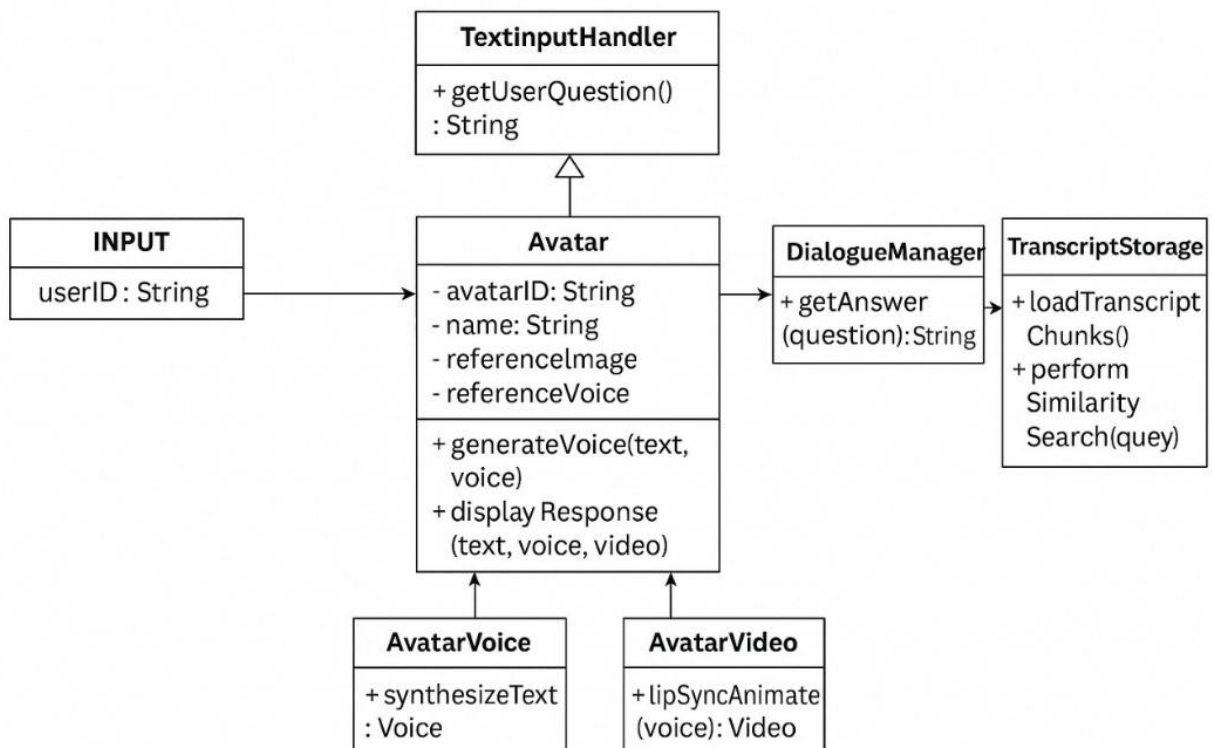 TextinputHandler
+ getUserQuestion()
: String
INPUT
userID : String
Avatar
- avatarID: String
- name: String
- referenceImage
- referenceVoice
+ generateVoice(text,
voice)
+ display Response
(text, voice, video)
DialogueManager
+ getAnswer
(question): String
TranscriptStorage
+ loadTranscript
Chunks()
+ perform
Similarity
Search(quey)
AvatarVoice
+ synthesizeText
: Voice
AvatarVideo
+ lipSyncAnimate
(voice): Video